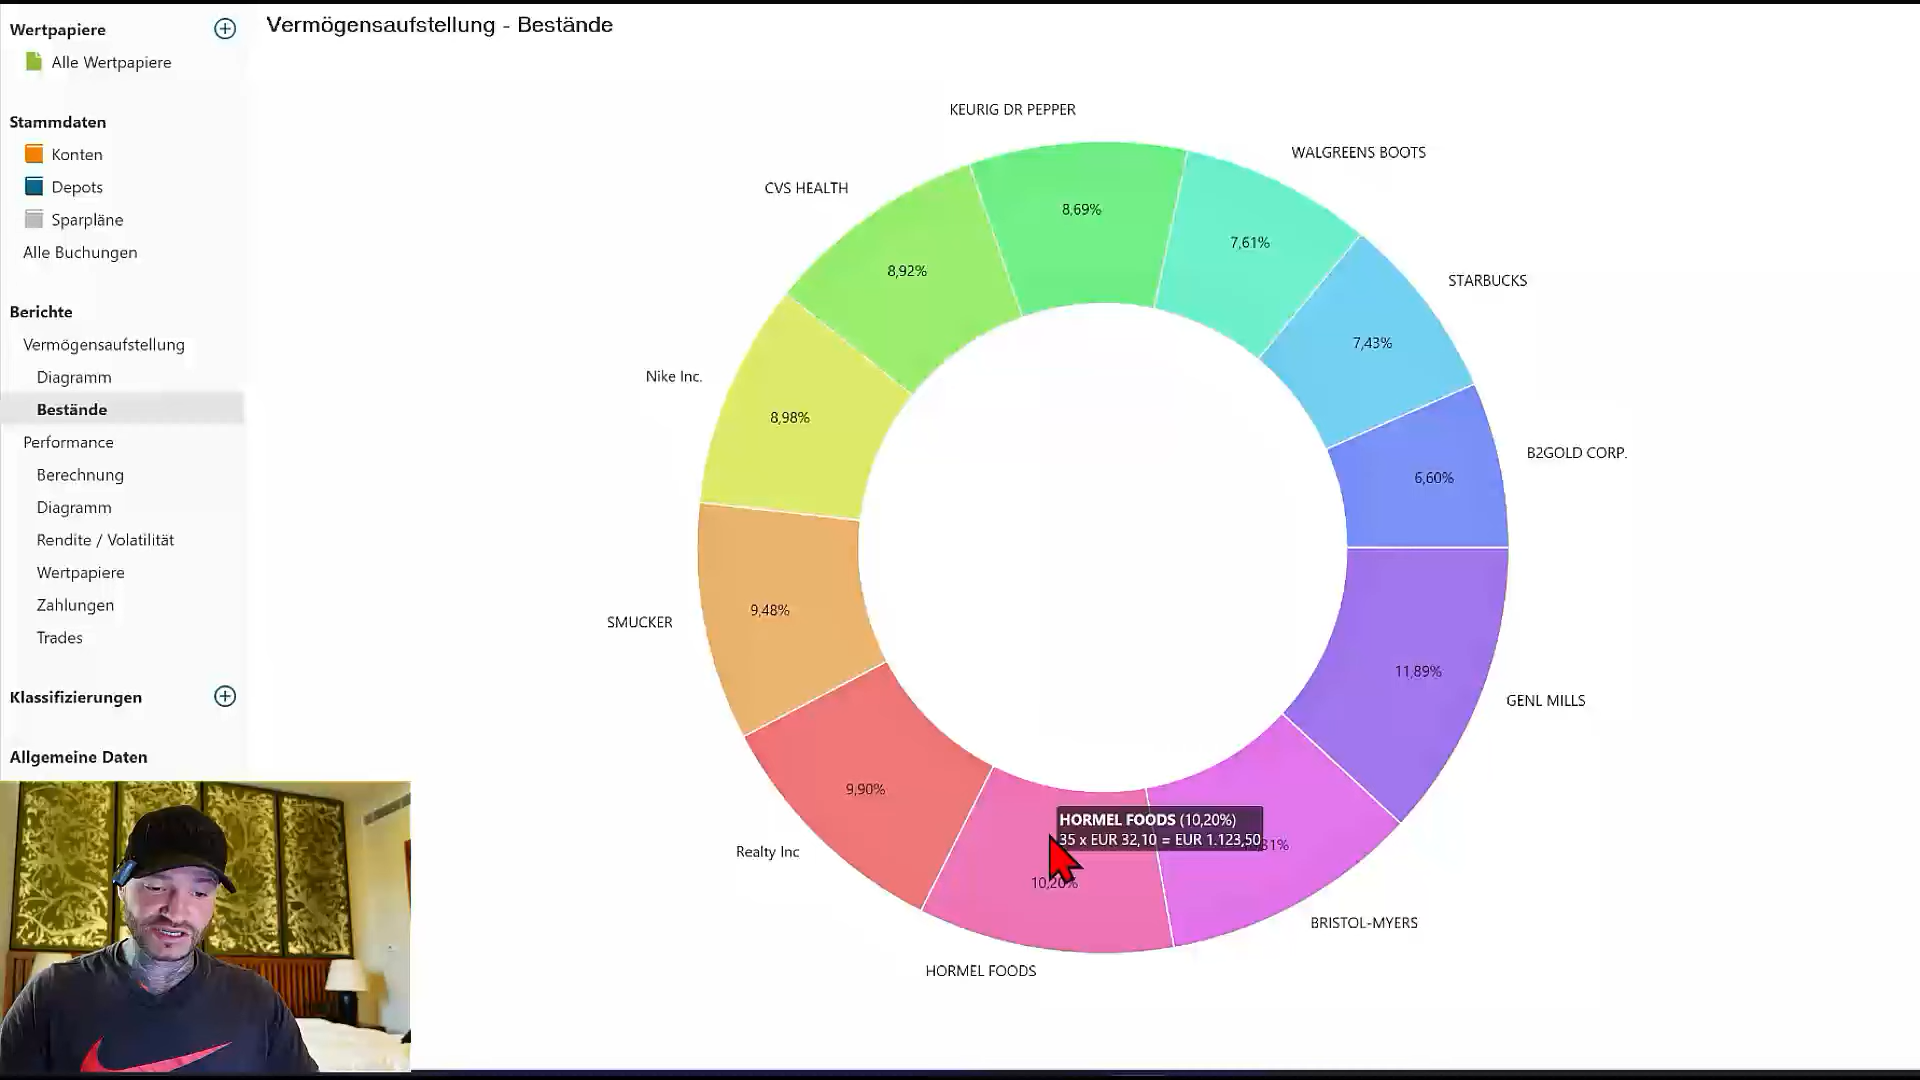 Wertpapiere
Alle Wertpapiere
Stammdaten
Konten
Depots
Sparpläne
Alle Buchungen
Berichte
Vermögensaufstellung
Diagramm
Bestände
Performance
Berechnung
Diagramm
Rendite / Volatilität
Wertpapiere
Zahlungen
Trades
Klassifizierungen
Allgemeine Daten
Vermögensaufstellung - Bestände
KEURIG DR PEPPER
WALGREENS BOOTS
CVS HEALTH
8,69%
7,61%
8,92%
STARBUCKS
7,43%
Nike Inc.
8,98%
B2GOLD CORP.
6,60%
SMUCKER
9,48%
11,89%
GENL MILLS
9,90%
HORMEL FOODS (10,20%)
35 x EUR 32,10 = EUR 1.123,50
Realty Inc
10,20%
BRISTOL-MYERS
HORMEL FOODS